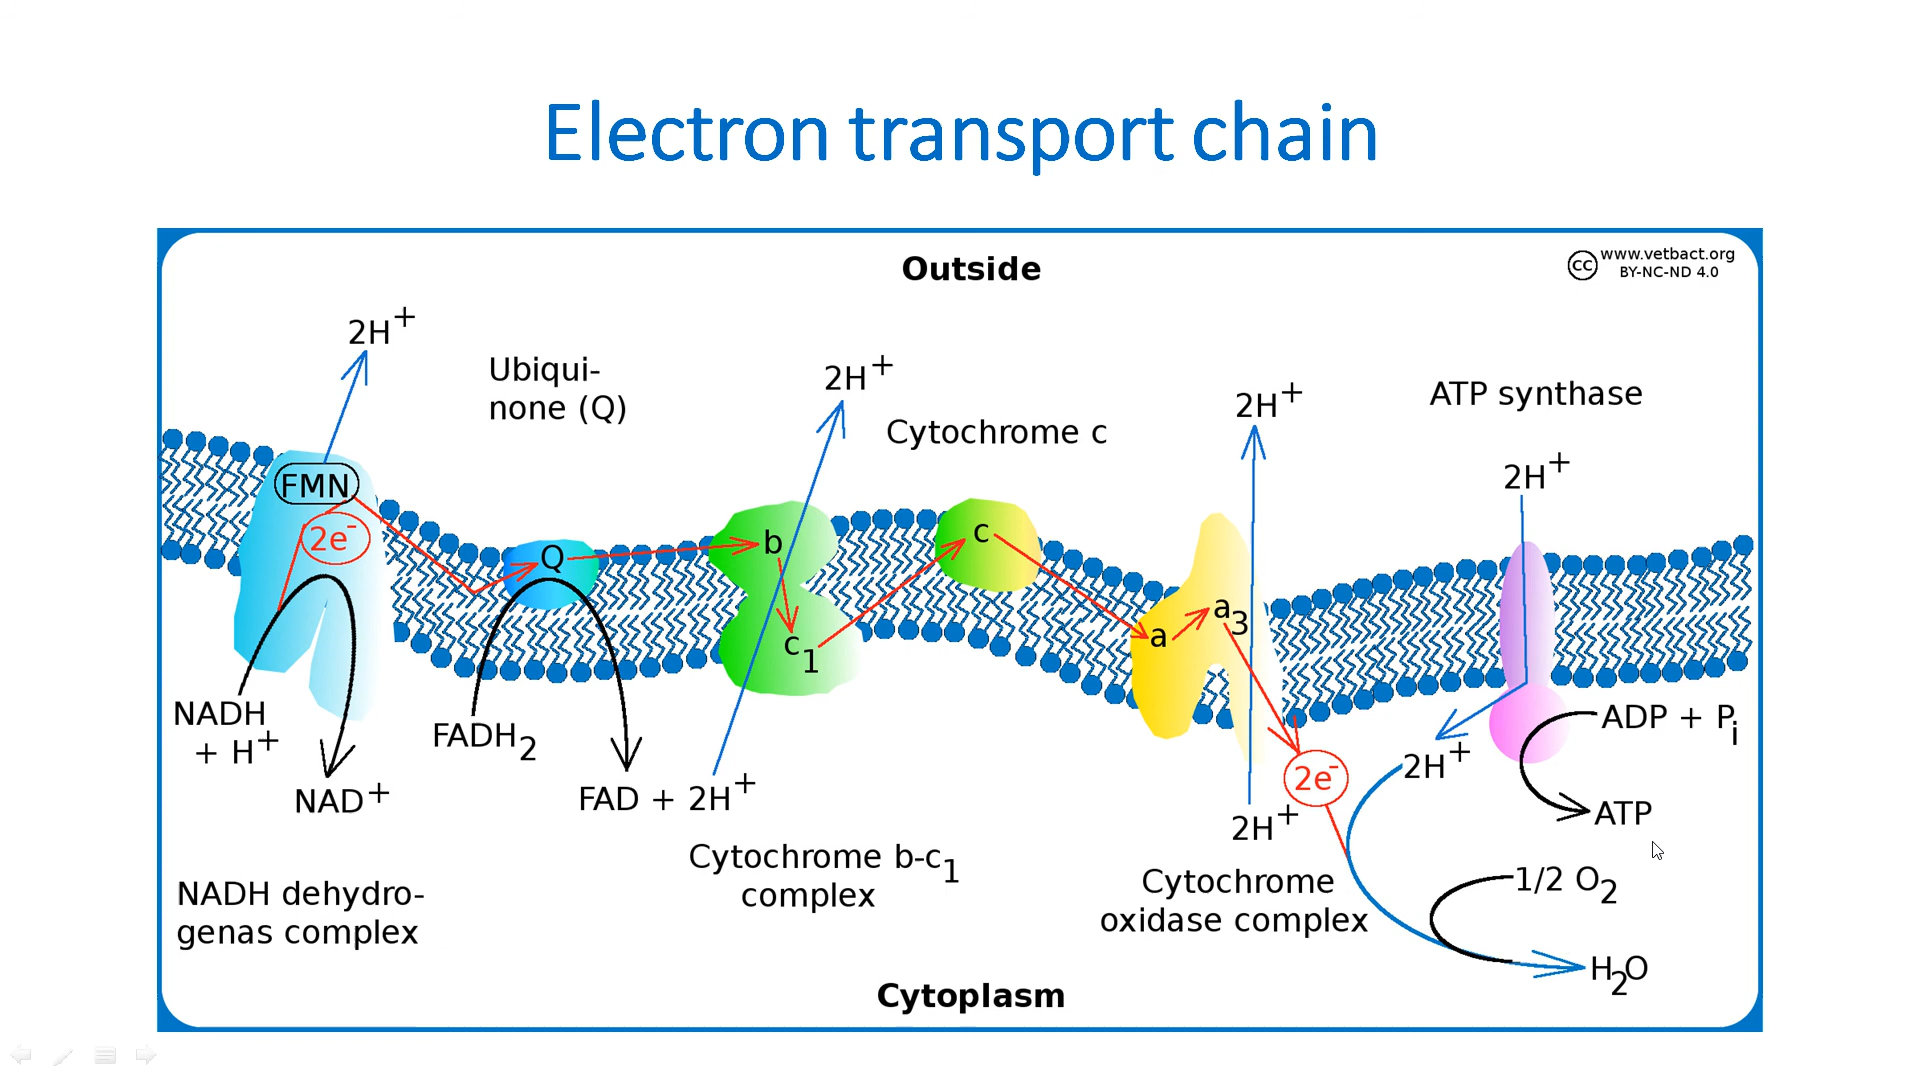 Electron transport chain
Outside
cc www.vetbact.org
BY-NC-ND 4.0
2H+
Ubiqui-
none (Q)
2H+
Cytochrome c
2H+
ATP synthase
2H+
FMN
2e-
Q
b
c1
c
a
a3
NADH
+ H+
NAD+
FADH2
FAD + 2H+
2e-
2H+
2H+
ADP + Pi
ATP
Cytochrome b-c1
complex
NADH dehydro-
genas complex
Cytochrome
oxidase complex
1/2 O2
H2O
Cytoplasm